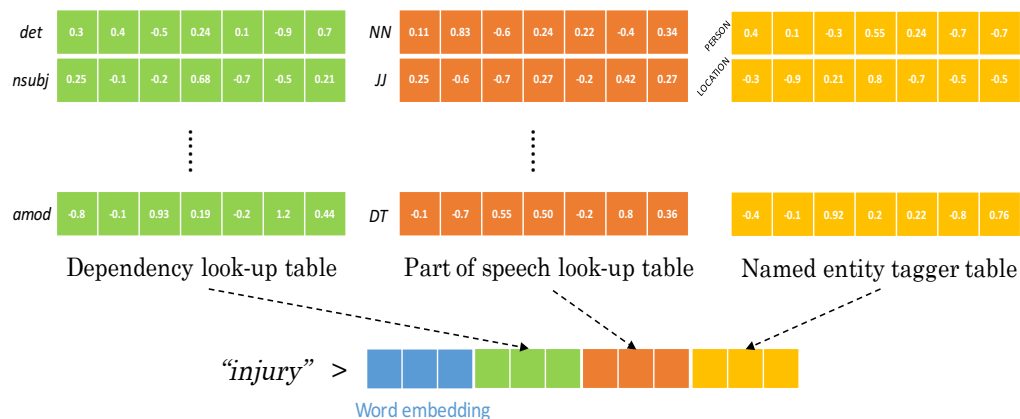 det 0.3 0.4 -0.5 0.24 0.1 -0.9 0.7 NN 0.11 0.83 -0.6 0.24 0.22 -0.4 0.34 PERSON 0.4 0.1 -0.3 0.55 0.24 -0.7 -0.7
nsubj 0.25 -0.1 -0.2 0.68 -0.7 -0.5 0.21 JJ 0.25 -0.6 -0.7 0.27 -0.2 0.42 0.27 LOCATION -0.3 -0.9 0.21 0.8 -0.7 -0.5 -0.5
amod -0.8 -0.1 0.93 0.19 -0.2 1.2 0.44 DT -0.1 -0.7 0.55 0.50 -0.2 0.8 0.36 -0.4 -0.1 0.92 0.2 0.22 -0.8 0.76
Dependency look-up table Part of speech look-up table Named entity tagger table
“injury” >
Word embedding